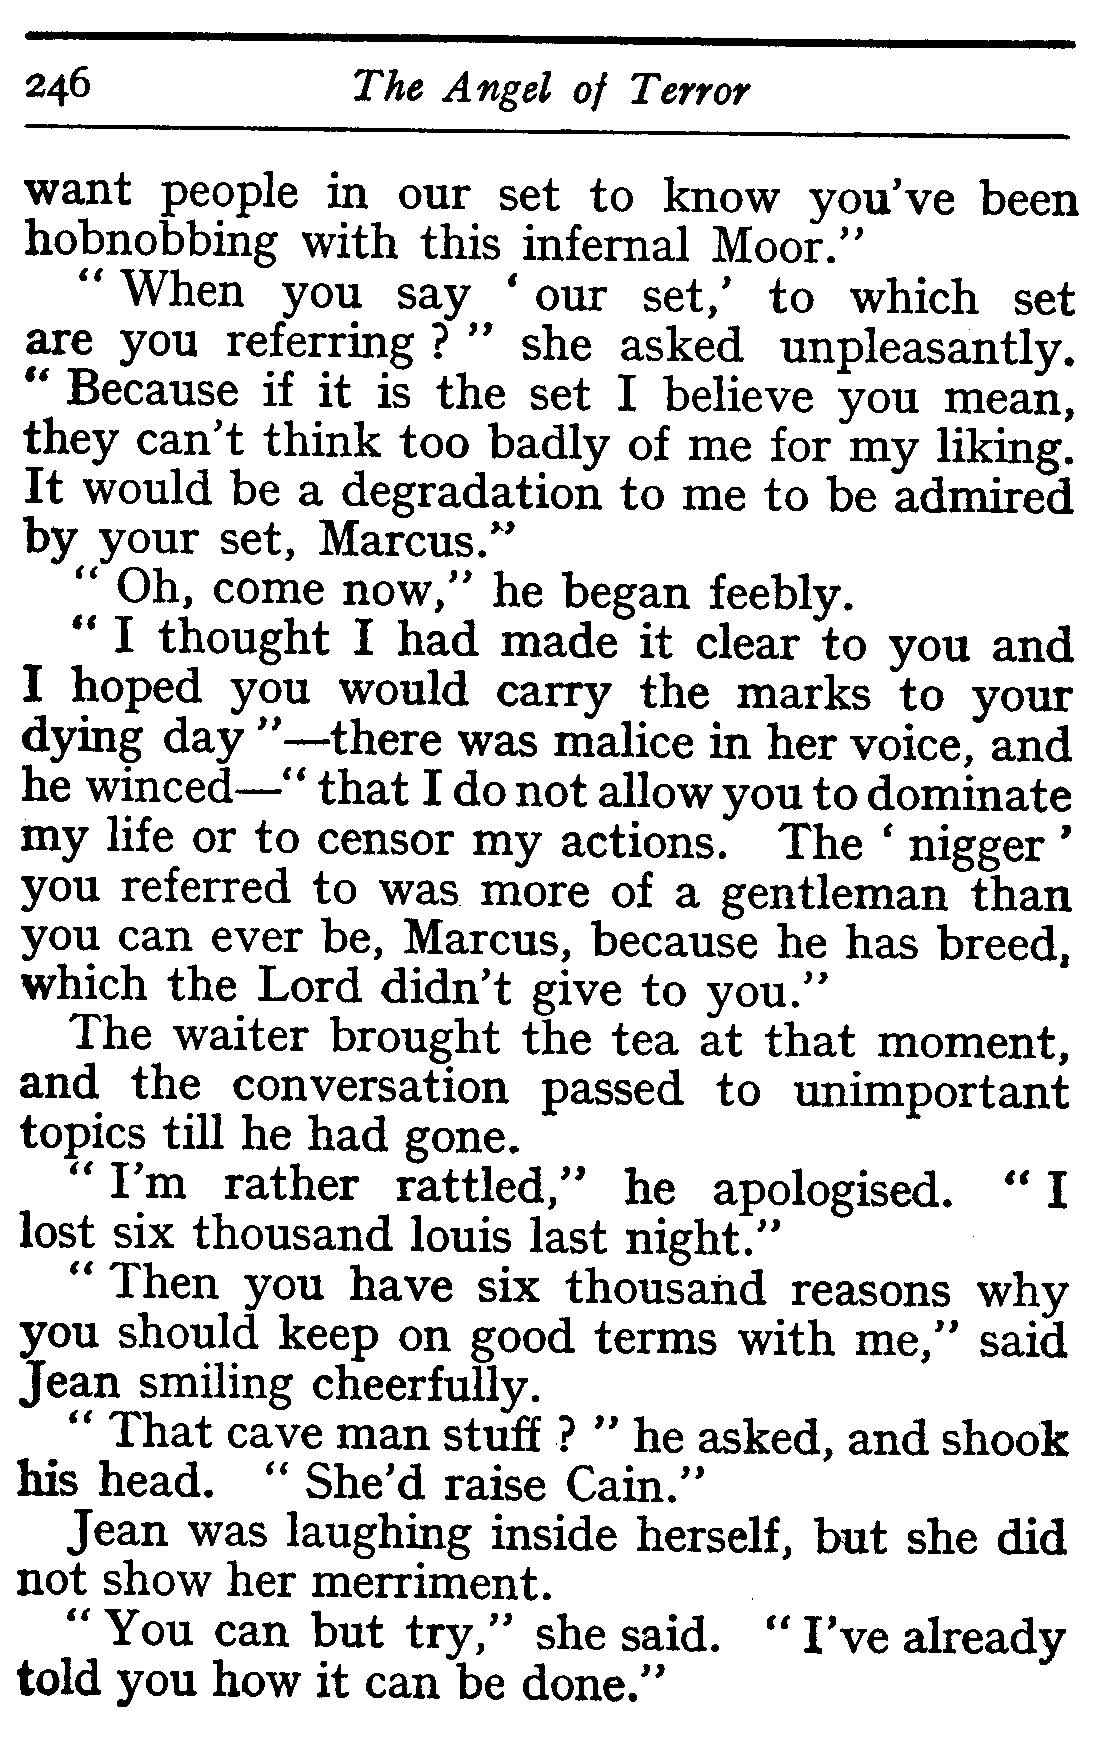 246 The Angel of Terror
want people in our set to know you've been
hobnobbing with this infernal Moor."
" When you say ‘ our set,’ to which set
are you referring ? " she asked unpleasantly.
" Because if it is the set I believe you mean,
they can't think too badly of me for my liking.
It would be a degradation to me to be admired
by your set, Marcus."
" Oh, come now," he began feebly.
" I thought I had made it clear to you and
I hoped you would carry the marks to your
dying day "—there was malice in her voice, and
he winced—" that I do not allow you to dominate
my life or to censor my actions. The ‘ nigger ’
you referred to was more of a gentleman than
you can ever be, Marcus, because he has breed,
which the Lord didn't give to you."
The waiter brought the tea at that moment,
and the conversation passed to unimportant
topics till he had gone.
" I'm rather rattled," he apologised. " I
lost six thousand louis last night."
" Then you have six thousand reasons why
you should keep on good terms with me," said
Jean smiling cheerfully.
" That cave man stuff ? " he asked, and shook
his head. " She'd raise Cain."
Jean was laughing inside herself, but she did
not show her merriment.
" You can but try," she said. " I've already
told you how it can be done."